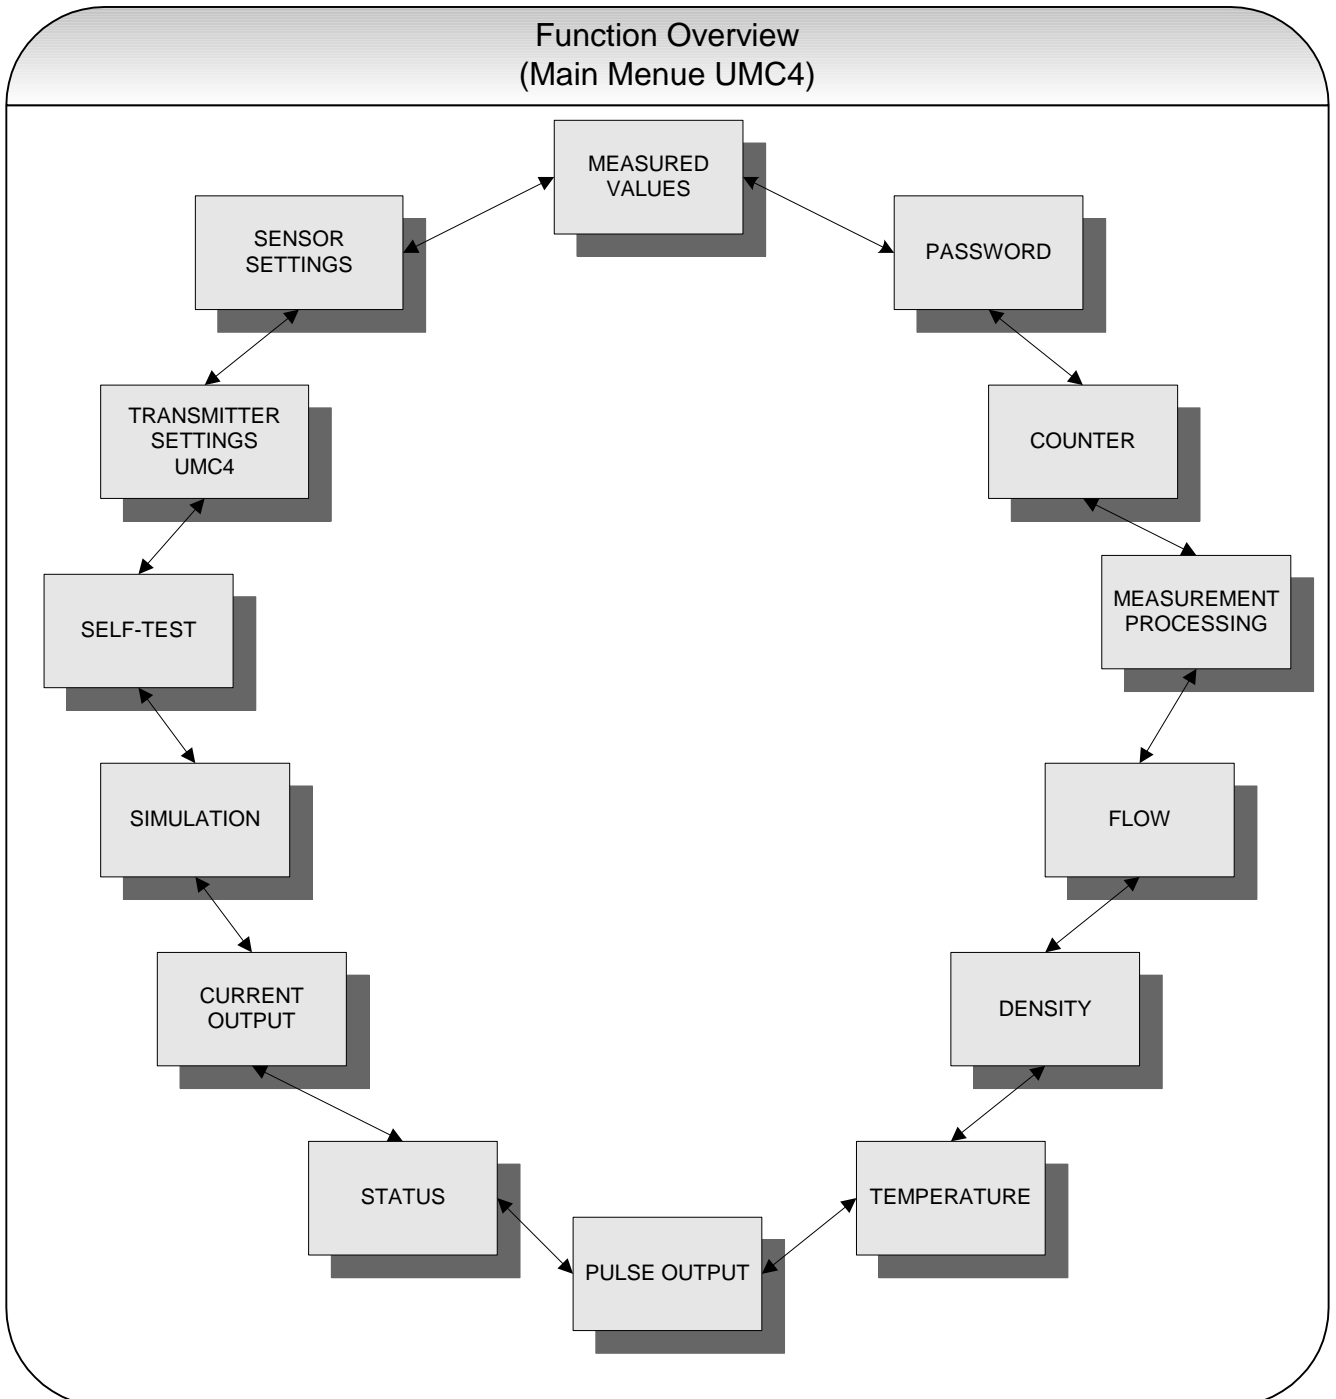 Function Overview
(Main Menue UMC4)
MEASURED
VALUES
SENSOR
SETTINGS
PASSWORD
TRANSMITTER
SETTINGS
UMC4
COUNTER
MEASUREMENT
PROCESSING
SELF-TEST
SIMULATION
FLOW
CURRENT
OUTPUT
DENSITY
STATUS
TEMPERATURE
PULSE OUTPUT